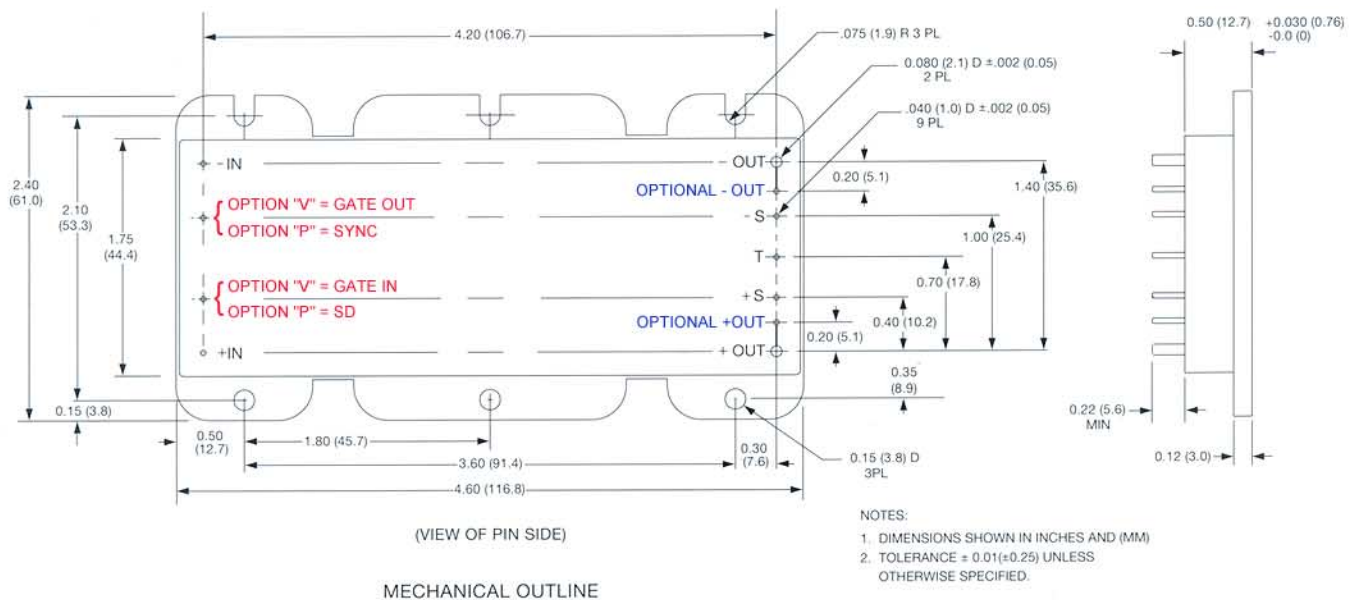 0.50 (12.7) +0.030 (0.76)
-0.0 (0)
4.20 (106.7)
.075 (1.9) R 3 PL
0.080 (2.1) D ±.002 (0.05)
2 PL
.040 (1.0) D ±.002 (0.05)
9 PL
2.40
(61.0)
2.10
(53.3)
1.75
(44.4)
- IN
- OUT
0.20 (5.1)
1.40 (35.6)
OPTIONAL - OUT
OPTION "V" = GATE OUT
OPTION "P" = SYNC
- S
1.00 (25.4)
T
0.70 (17.8)
OPTION "V" = GATE IN
OPTION "P" = SD
+ S
0.40 (10.2)
OPTIONAL +OUT
0.20 (5.1)
+IN
+ OUT
0.35
(8.9)
0.15 (3.8)
0.22 (5.6)
MIN
0.50
(12.7)
1.80 (45.7)
0.30
(7.6)
3.60 (91.4)
0.15 (3.8) D
3PL
0.12 (3.0)
4.60 (116.8)
(VIEW OF PIN SIDE)
NOTES:
1. DIMENSIONS SHOWN IN INCHES AND (MM)
2. TOLERANCE ± 0.01(±0.25) UNLESS
OTHERWISE SPECIFIED.
MECHANICAL OUTLINE